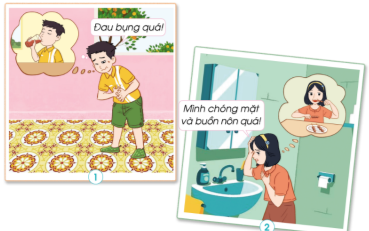 Đau bụng quá!
1
Mình chóng mặt
và buồn nôn quá!
2